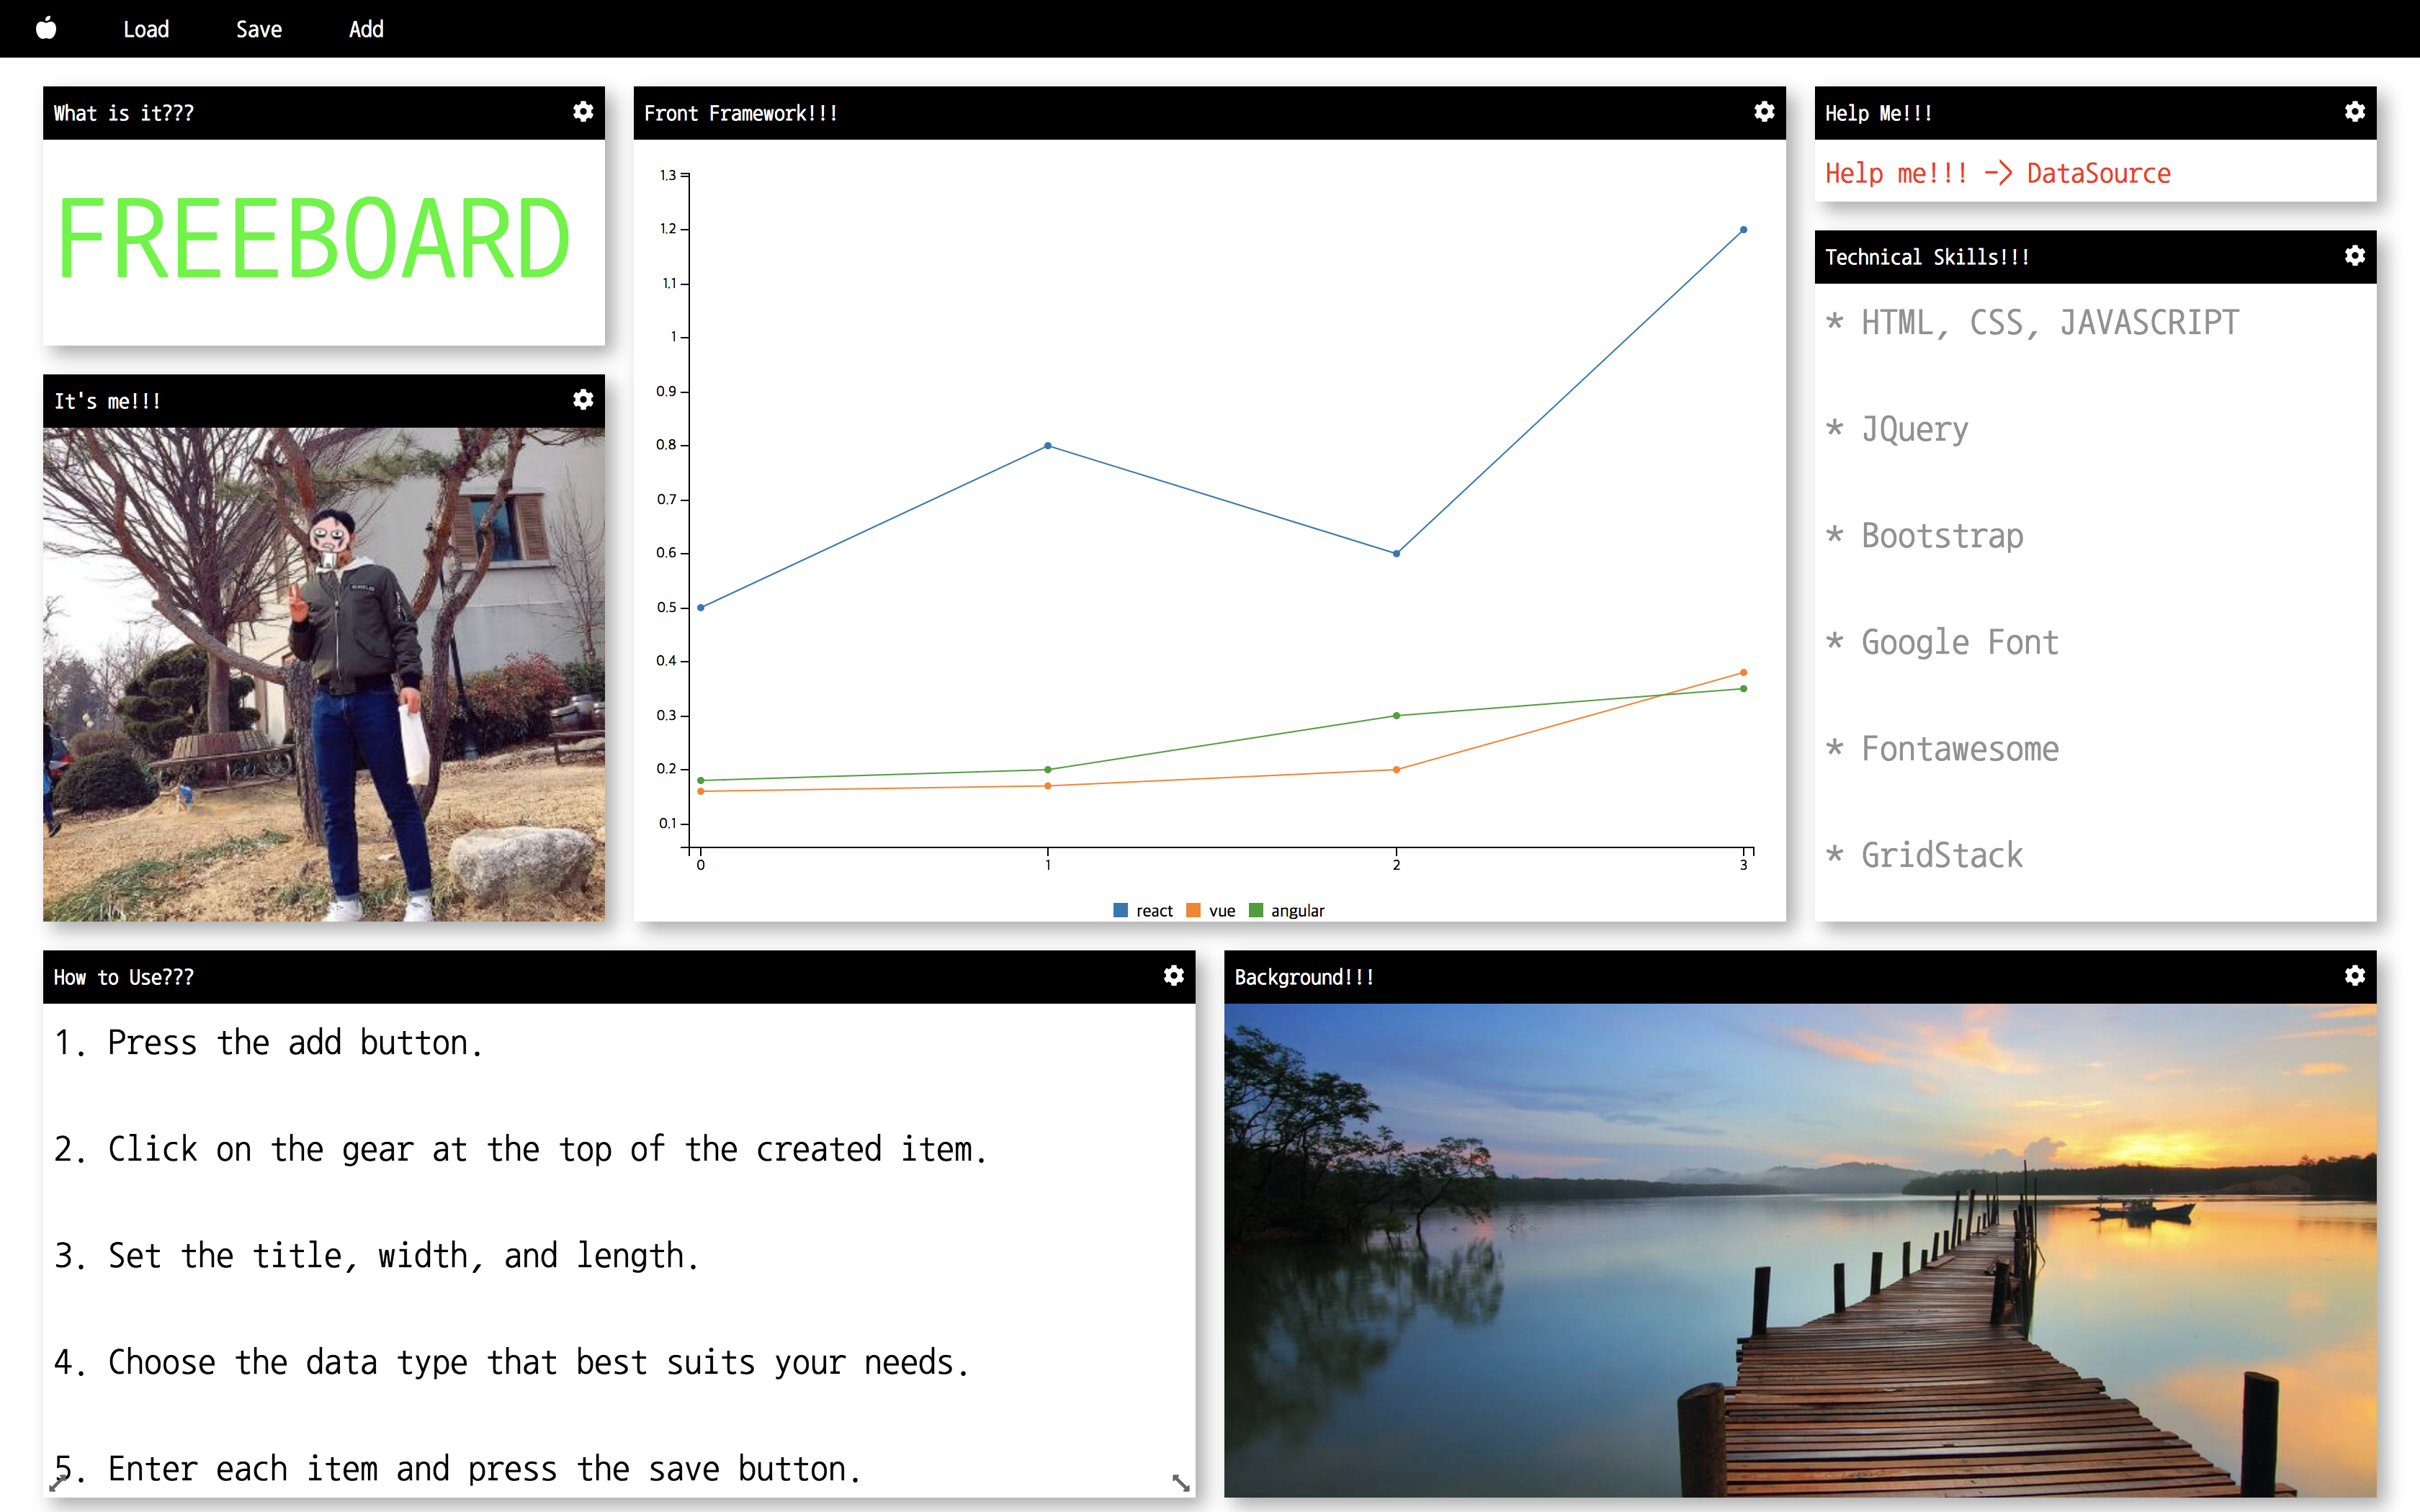 Load Save Add
What is it???
FREEBOARD
It's me!!!
Front Framework!!!
1.3
1.2
1.1
1
0.9
0.8
0.7
0.6
0.5
0.4
0.3
0.2
0.1
0 1 2 3
react vue angular
Help Me!!!
Help me!!! -> DataSource
Technical Skills!!!
* HTML, CSS, JAVASCRIPT
* JQuery
* Bootstrap
* Google Font
* Fontawesome
* GridStack
How to Use???
1. Press the add button.
2. Click on the gear at the top of the created item.
3. Set the title, width, and length.
4. Choose the data type that best suits your needs.
5. Enter each item and press the save button.
Background!!!